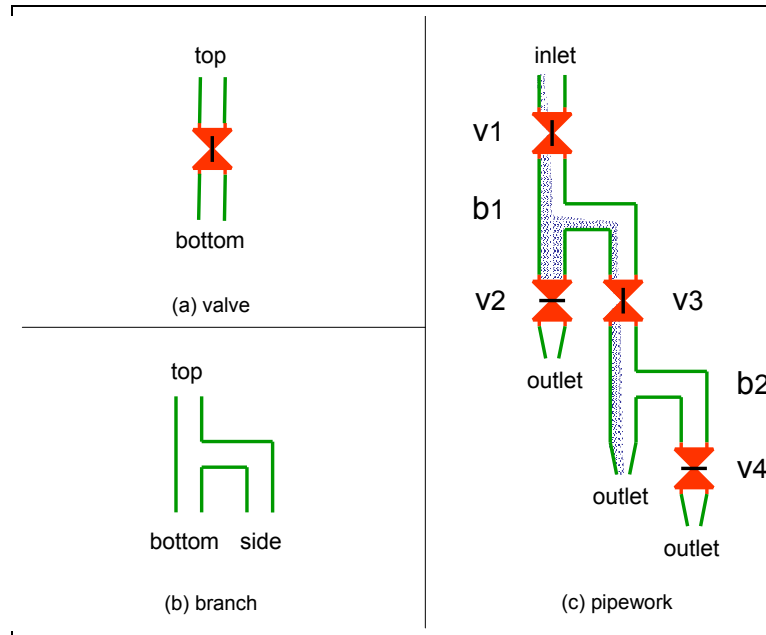 top
bottom
(a) valve
top
bottom side
(b) branch
inlet
v1
b1
v2
v3
outlet
b2
v4
outlet
outlet
(c) pipework